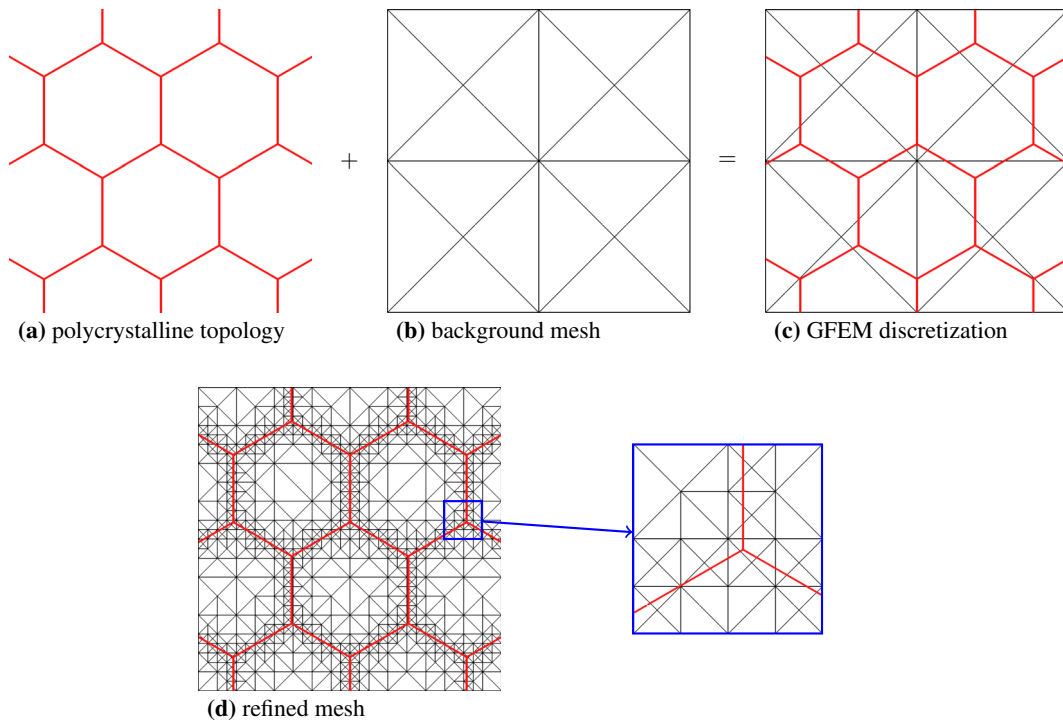 +
=
(a) polycrystalline topology
(b) background mesh
(c) GFEM discretization
(d) refined mesh